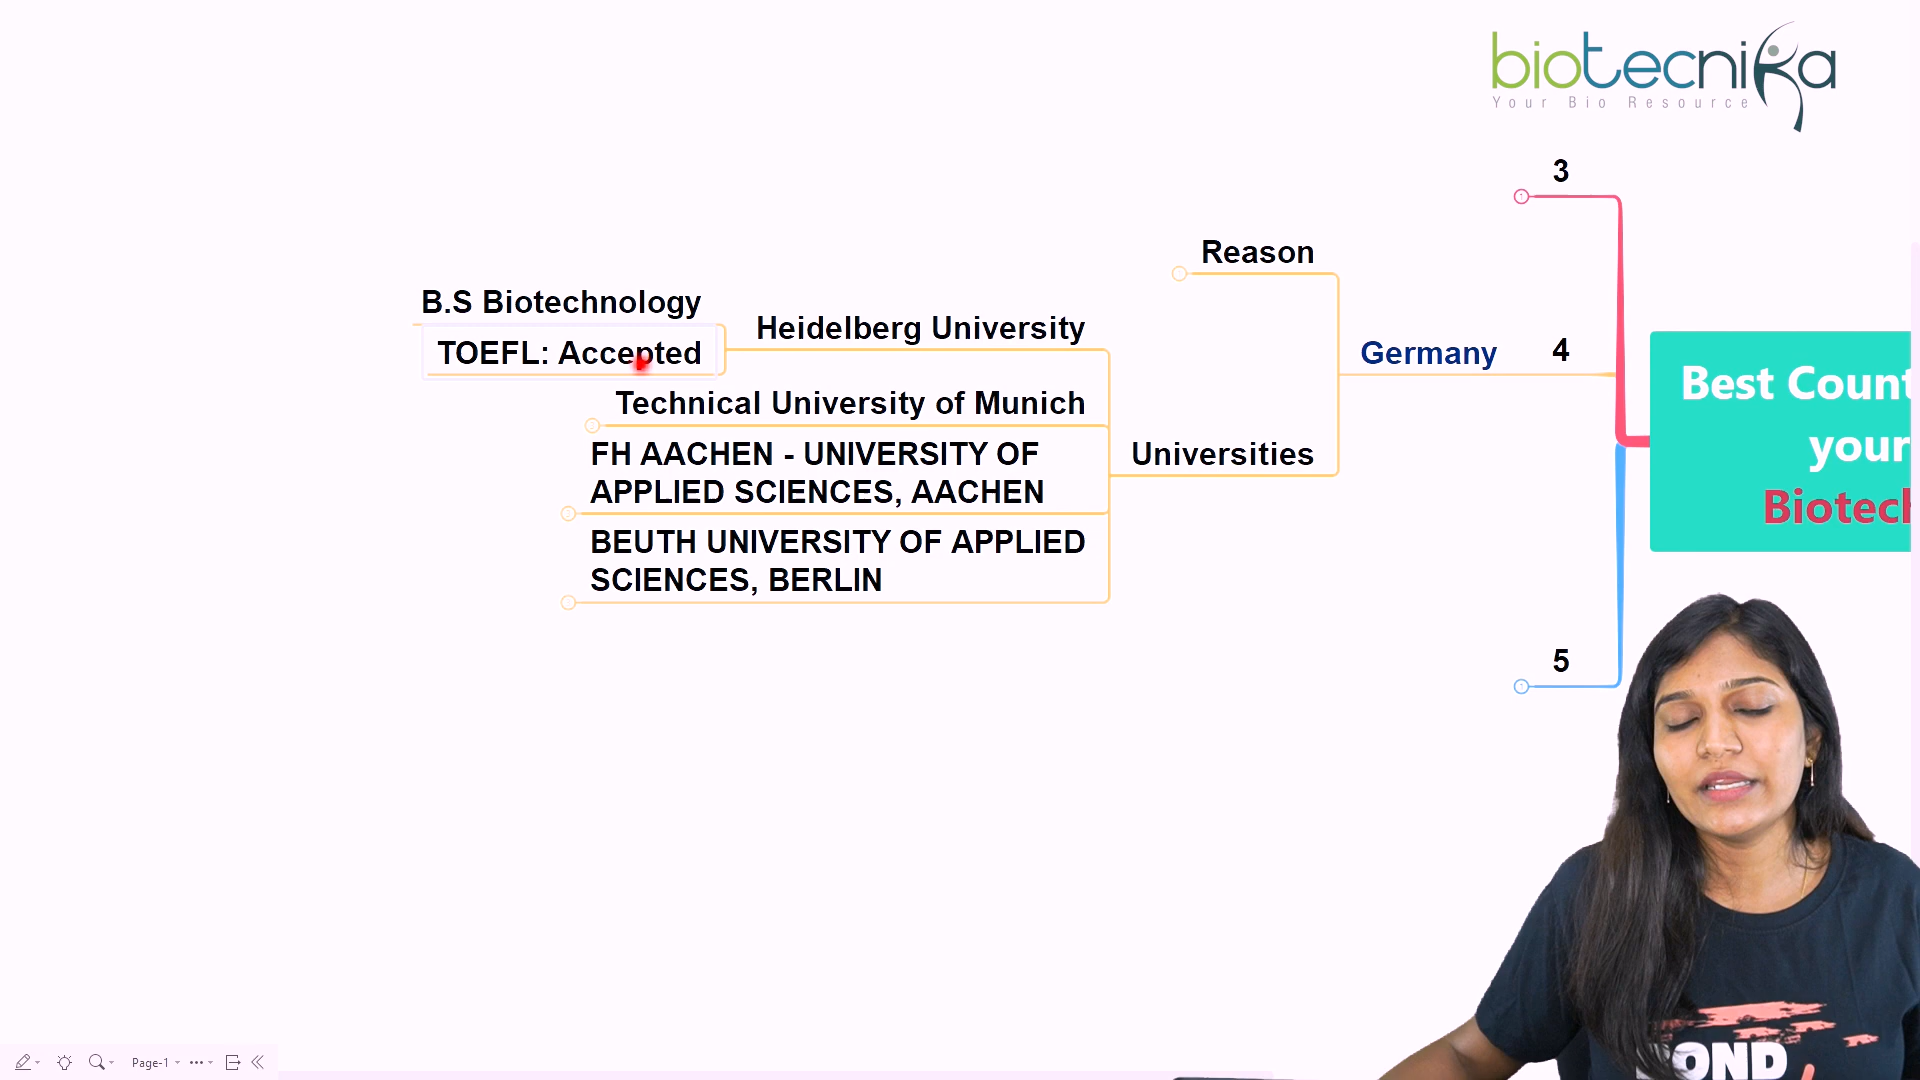 biotecnika
Your Bio Resource
3
Reason
B.S Biotechnology
Heidelberg University
TOEFL: Accepted
Germany
4
Technical University of Munich
FH AACHEN - UNIVERSITY OF
APPLIED SCIENCES, AACHEN
Universities
BEUTH UNIVERSITY OF APPLIED
SCIENCES, BERLIN
5
Best Count
your
Biotech
OND
Page-1